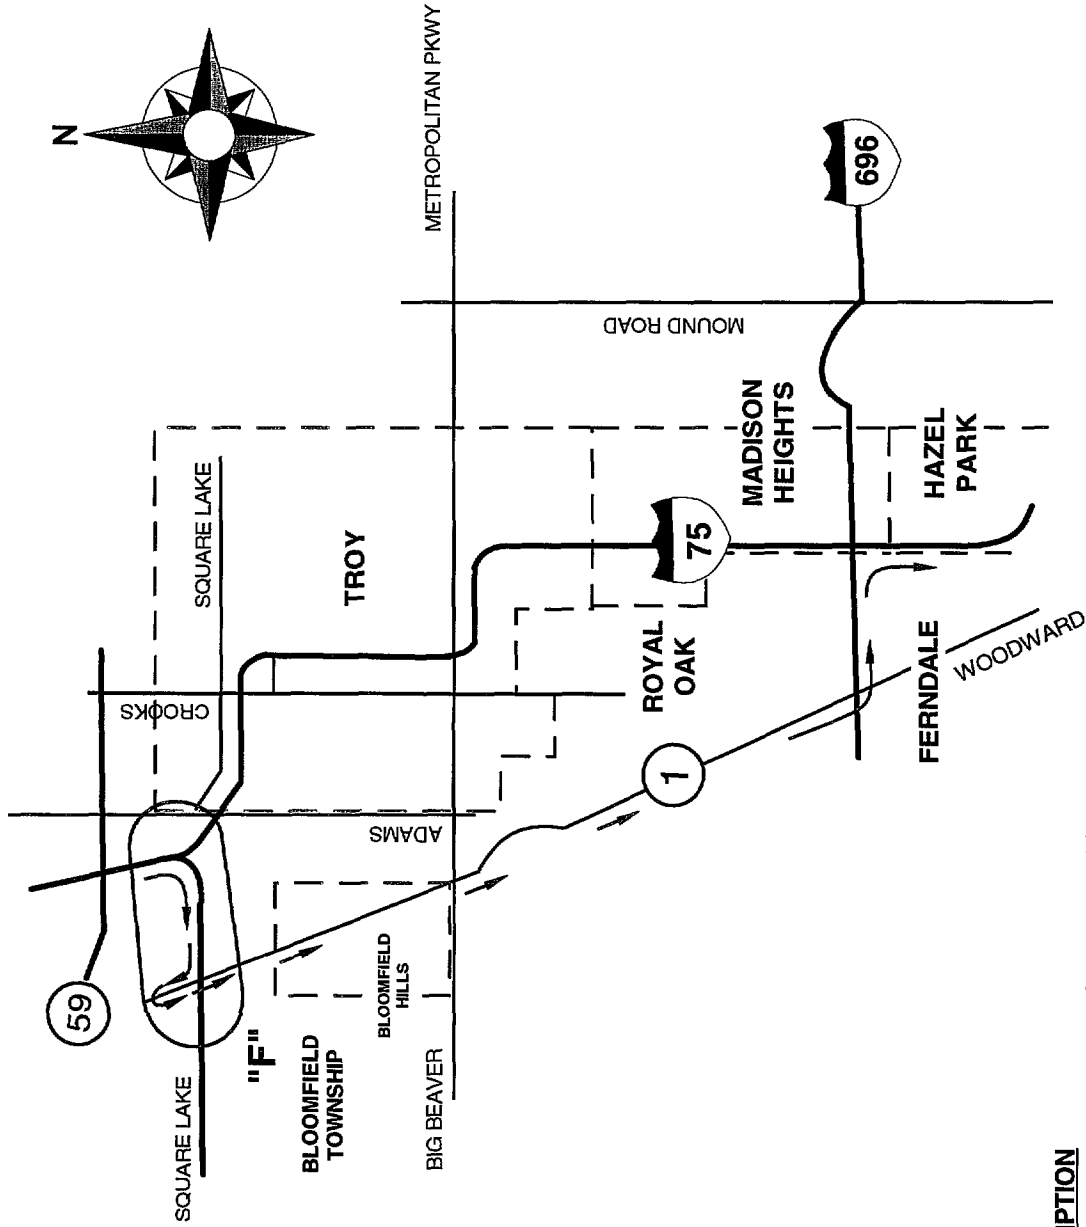 N
METROPOLITAN PKWY
696
MOUND ROAD
MADISON
HEIGHTS
HAZEL
PARK
SQUARE LAKE
TROY
75
CROOKS
ROYAL
OAK
FERNDALE
WOODWARD
1
ADAMS
59
BLOOMFIELD
HILLS
"F"
BLOOMFIELD
TOWNSHIP
BIG BEAVER
SQUARE LAKE
PTION